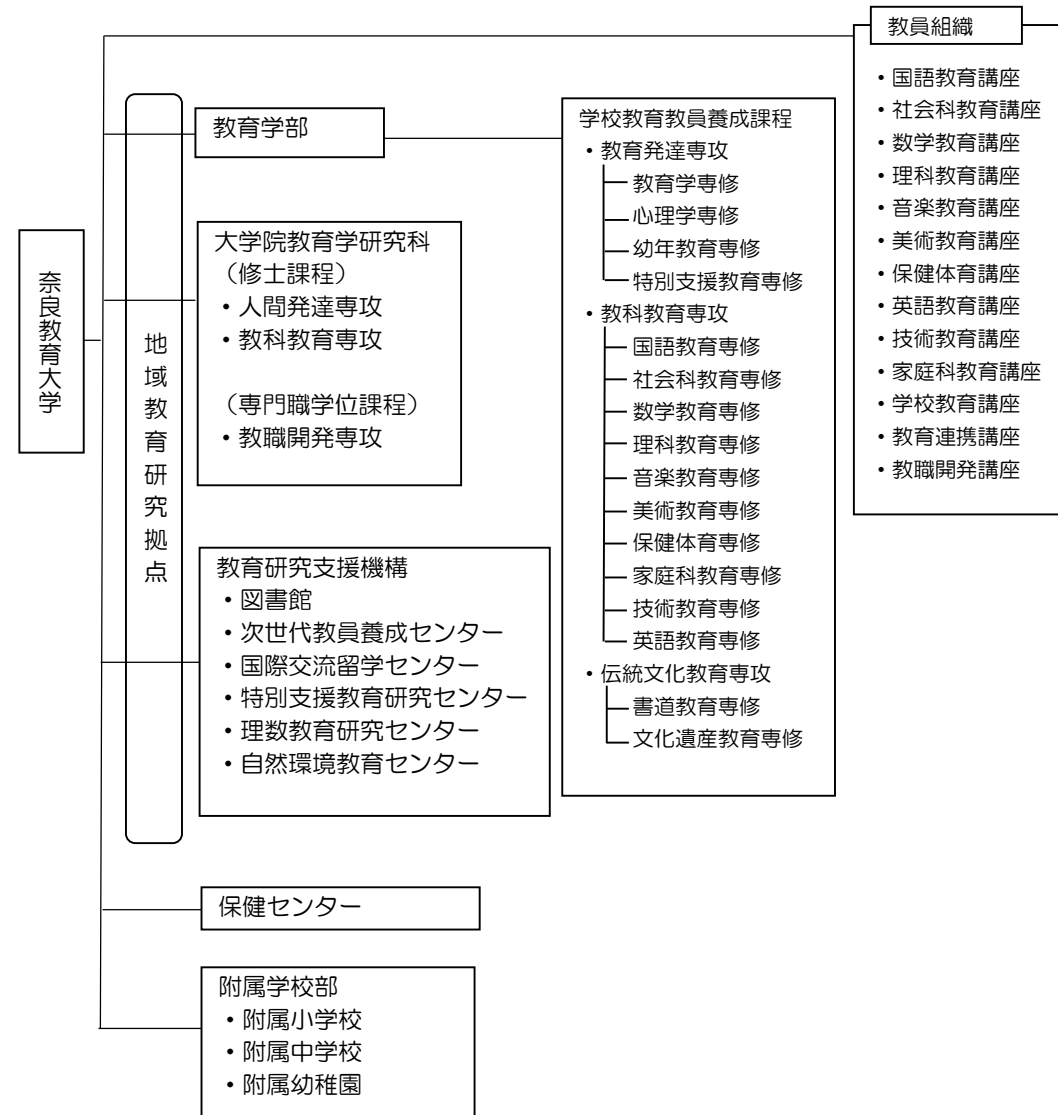 奈良教育大学
地域教育研究拠点
教育学部
大学院教育学研究科
（修士課程）
・人間発達専攻
・教科教育専攻
（専門職学位課程）
・教職開発専攻
教育研究支援機構
・図書館
・次世代教員養成センター
・国際交流留学センター
・特別支援教育研究センター
・理数教育研究センター
・自然環境教育センター
保健センター
附属学校部
・附属小学校
・附属中学校
・附属幼稚園
学校教育教員養成課程
・教育発達専攻
教育学専修
心理学専修
幼年教育専修
特別支援教育専修
・教科教育専攻
国語教育専修
社会科教育専修
数学教育専修
理科教育専修
音楽教育専修
美術教育専修
保健体育専修
家庭科教育専修
技術教育専修
英語教育専修
・伝統文化教育専攻
書道教育専修
文化遺産教育専修
教員組織
・国語教育講座
・社会科教育講座
・数学教育講座
・理科教育講座
・音楽教育講座
・美術教育講座
・保健体育講座
・英語教育講座
・技術教育講座
・家庭科教育講座
・学校教育講座
・教育連携講座
・教職開発講座